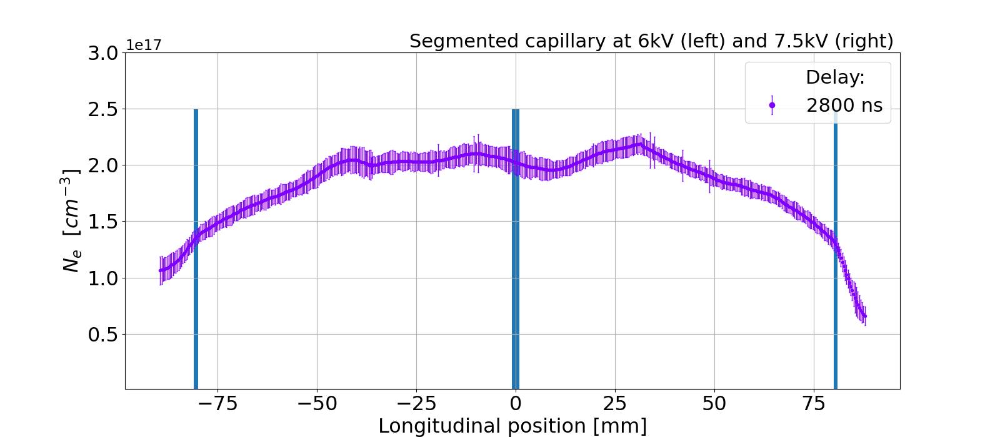 Segmented capillary at 6kV (left) and 7.5kV (right)
1e17
3.0
2.5
2.0
1.5
1.0
0.5
N_e [cm^{-3}]
Delay:
2800 ns
−75 −50 −25 0 25 50 75
Longitudinal position [mm]